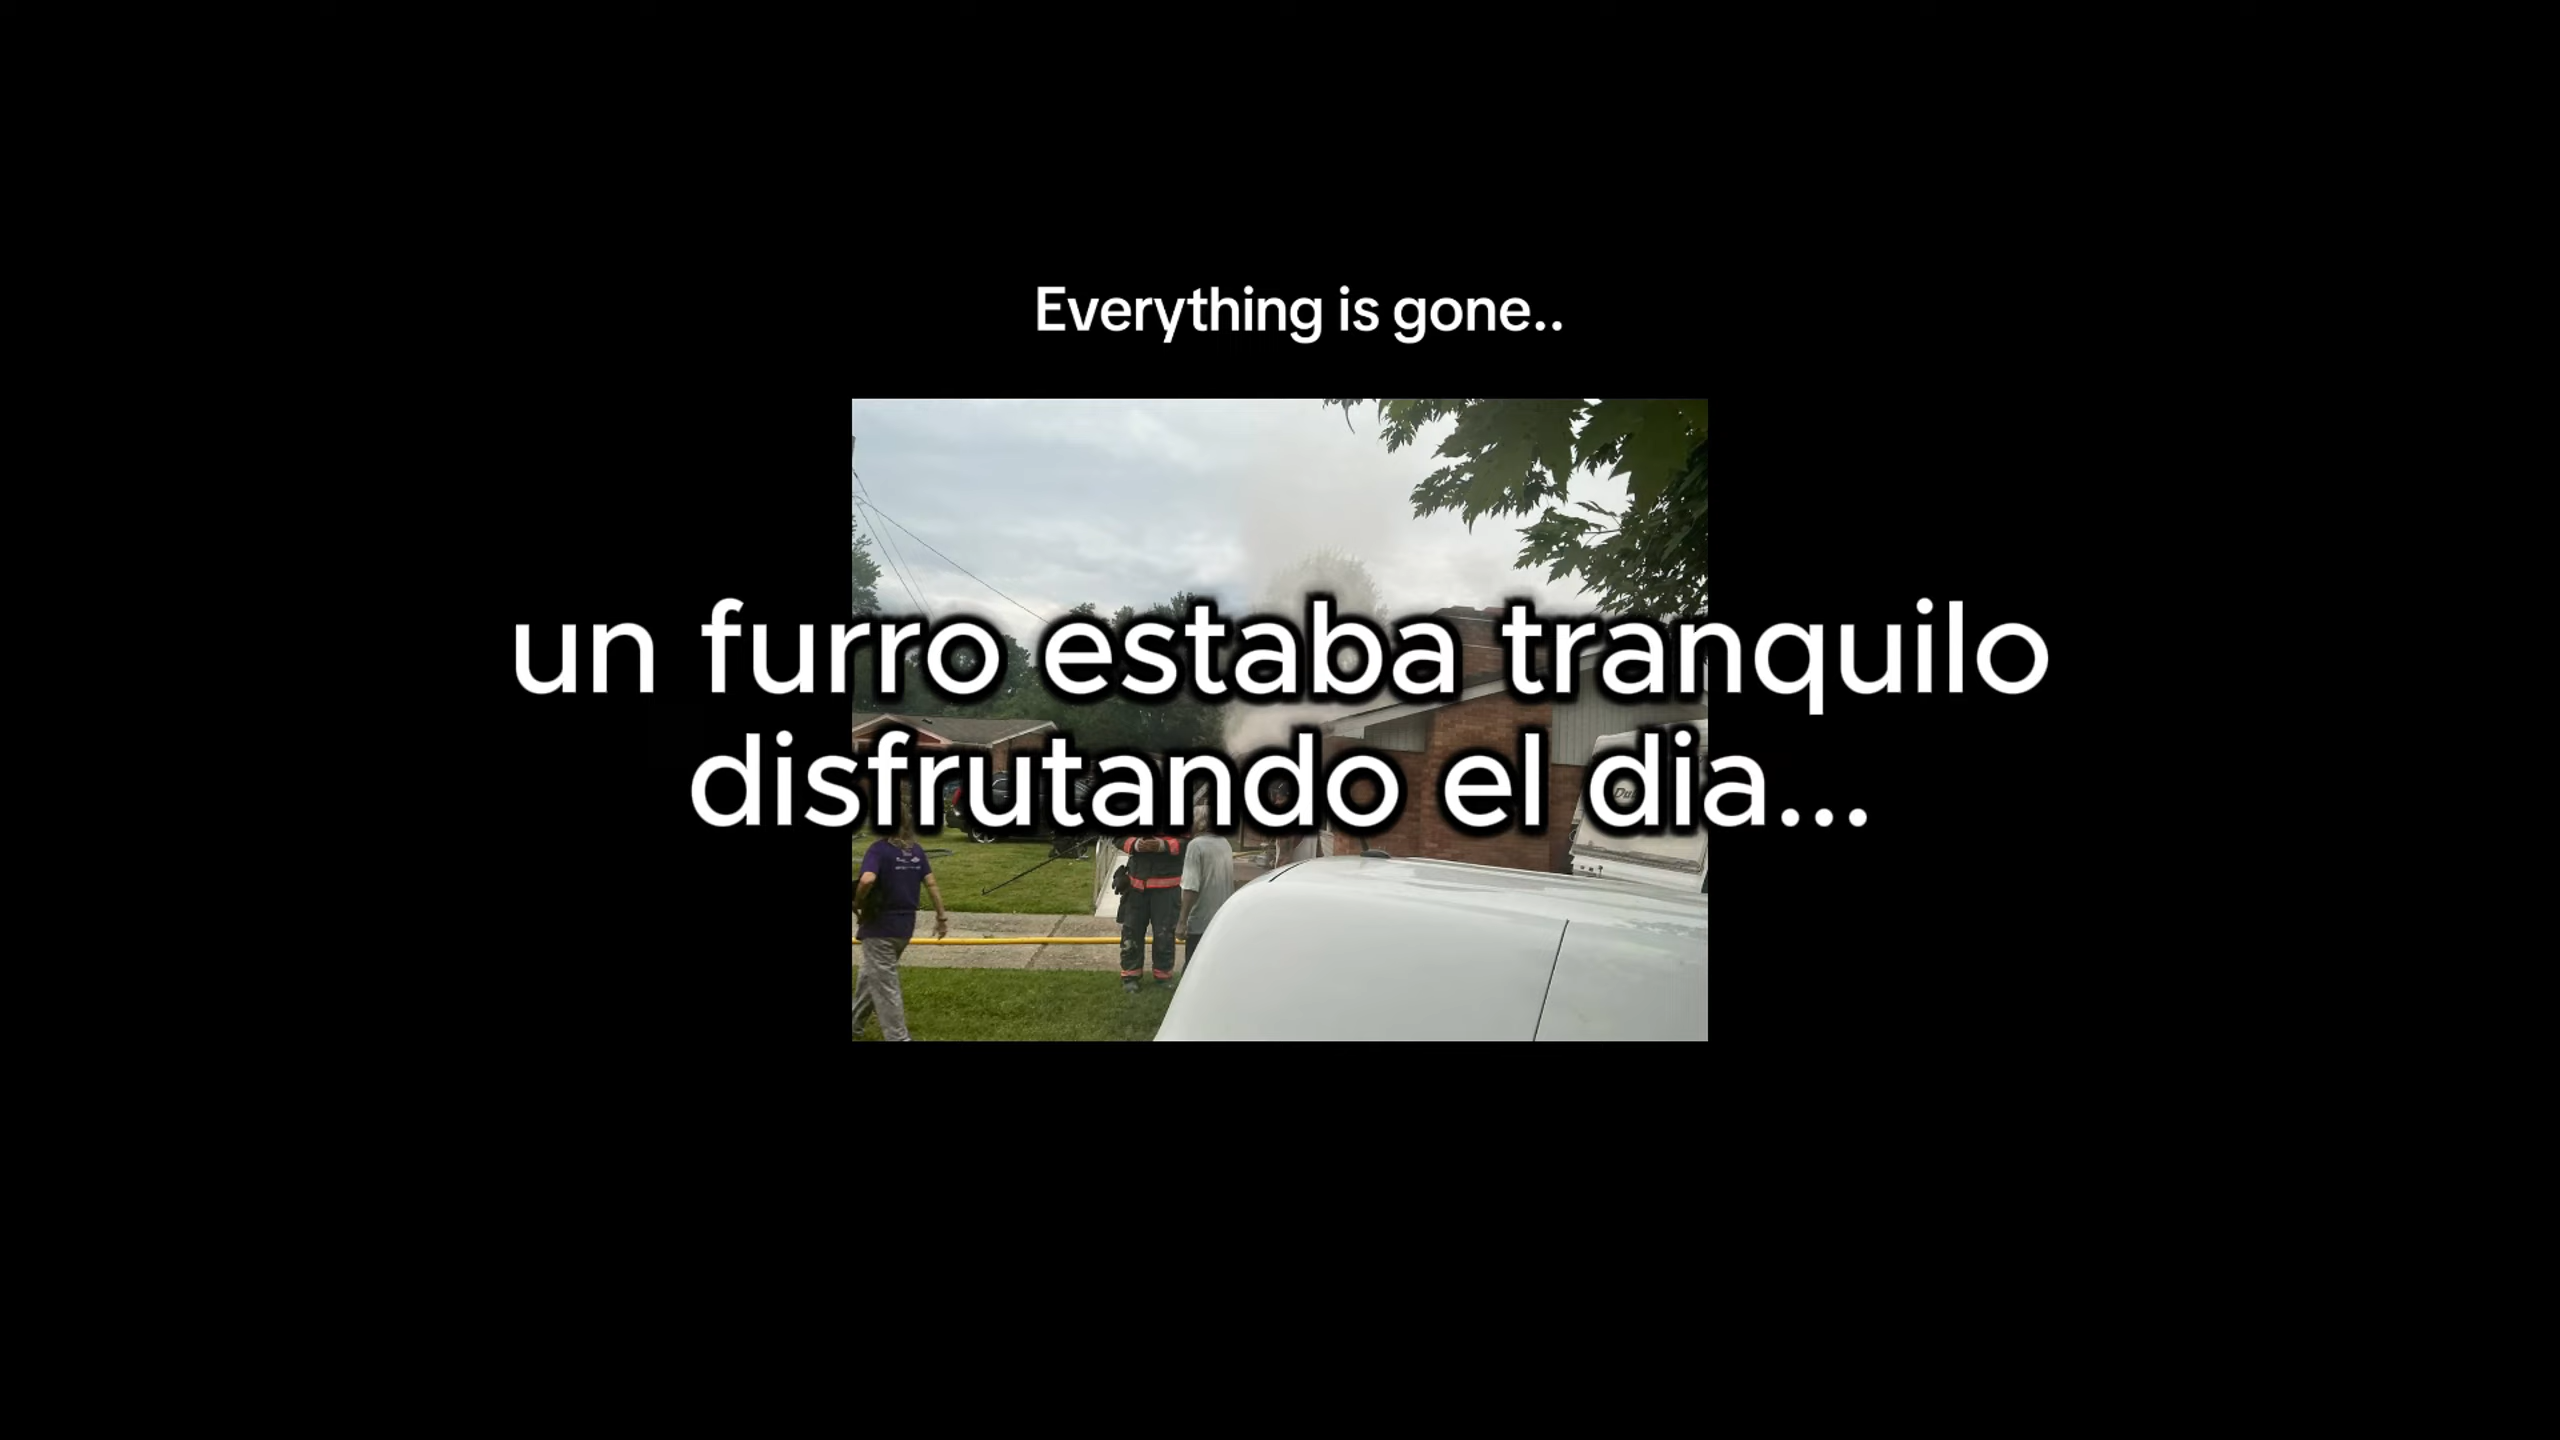 Everything is gone..
un furro estaba tranquilo
disfrutando el dia...